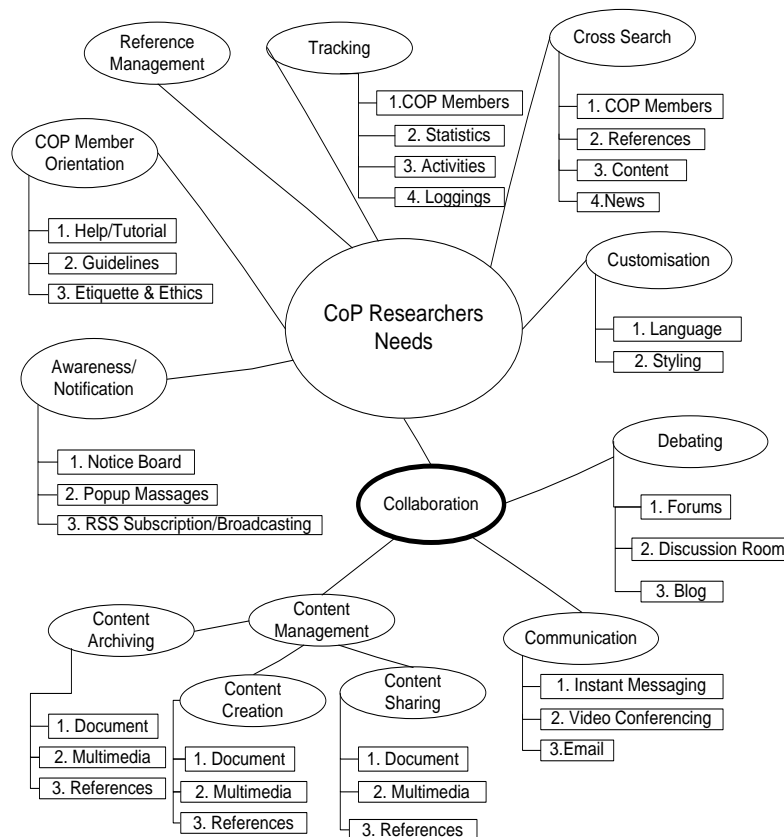 Reference
Management
Tracking
1.COP Members
2. Statistics
3. Activities
4. Loggings
Cross Search
1. COP Members
2. References
3. Content
4.News
COP Member
Orientation
1. Help/Tutorial
2. Guidelines
3. Etiquette & Ethics
CoP Researchers
Needs
Customisation
1. Language
2. Styling
Awareness/
Notification
1. Notice Board
2. Popup Massages
3. RSS Subscription/Broadcasting
Collaboration
Debating
1. Forums
2. Discussion Room
3. Blog
Content
Archiving
1. Document
2. Multimedia
3. References
Content
Management
Content
Creation
1. Document
2. Multimedia
3. References
Content
Sharing
1. Document
2. Multimedia
3. References
Communication
1. Instant Messaging
2. Video Conferencing
3.Email